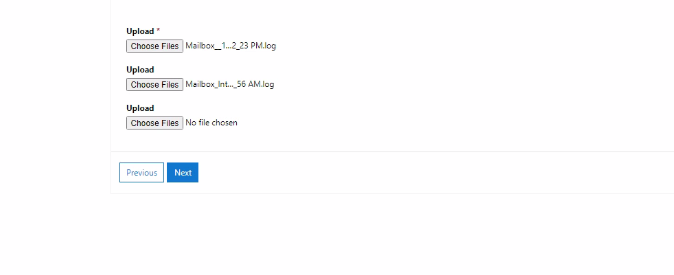 Upload *
Choose Files Mailbox__1...2_23 PM.log
Upload
Choose Files Mailbox_Int..._56 AM.log
Upload
Choose Files No file chosen
Previous Next